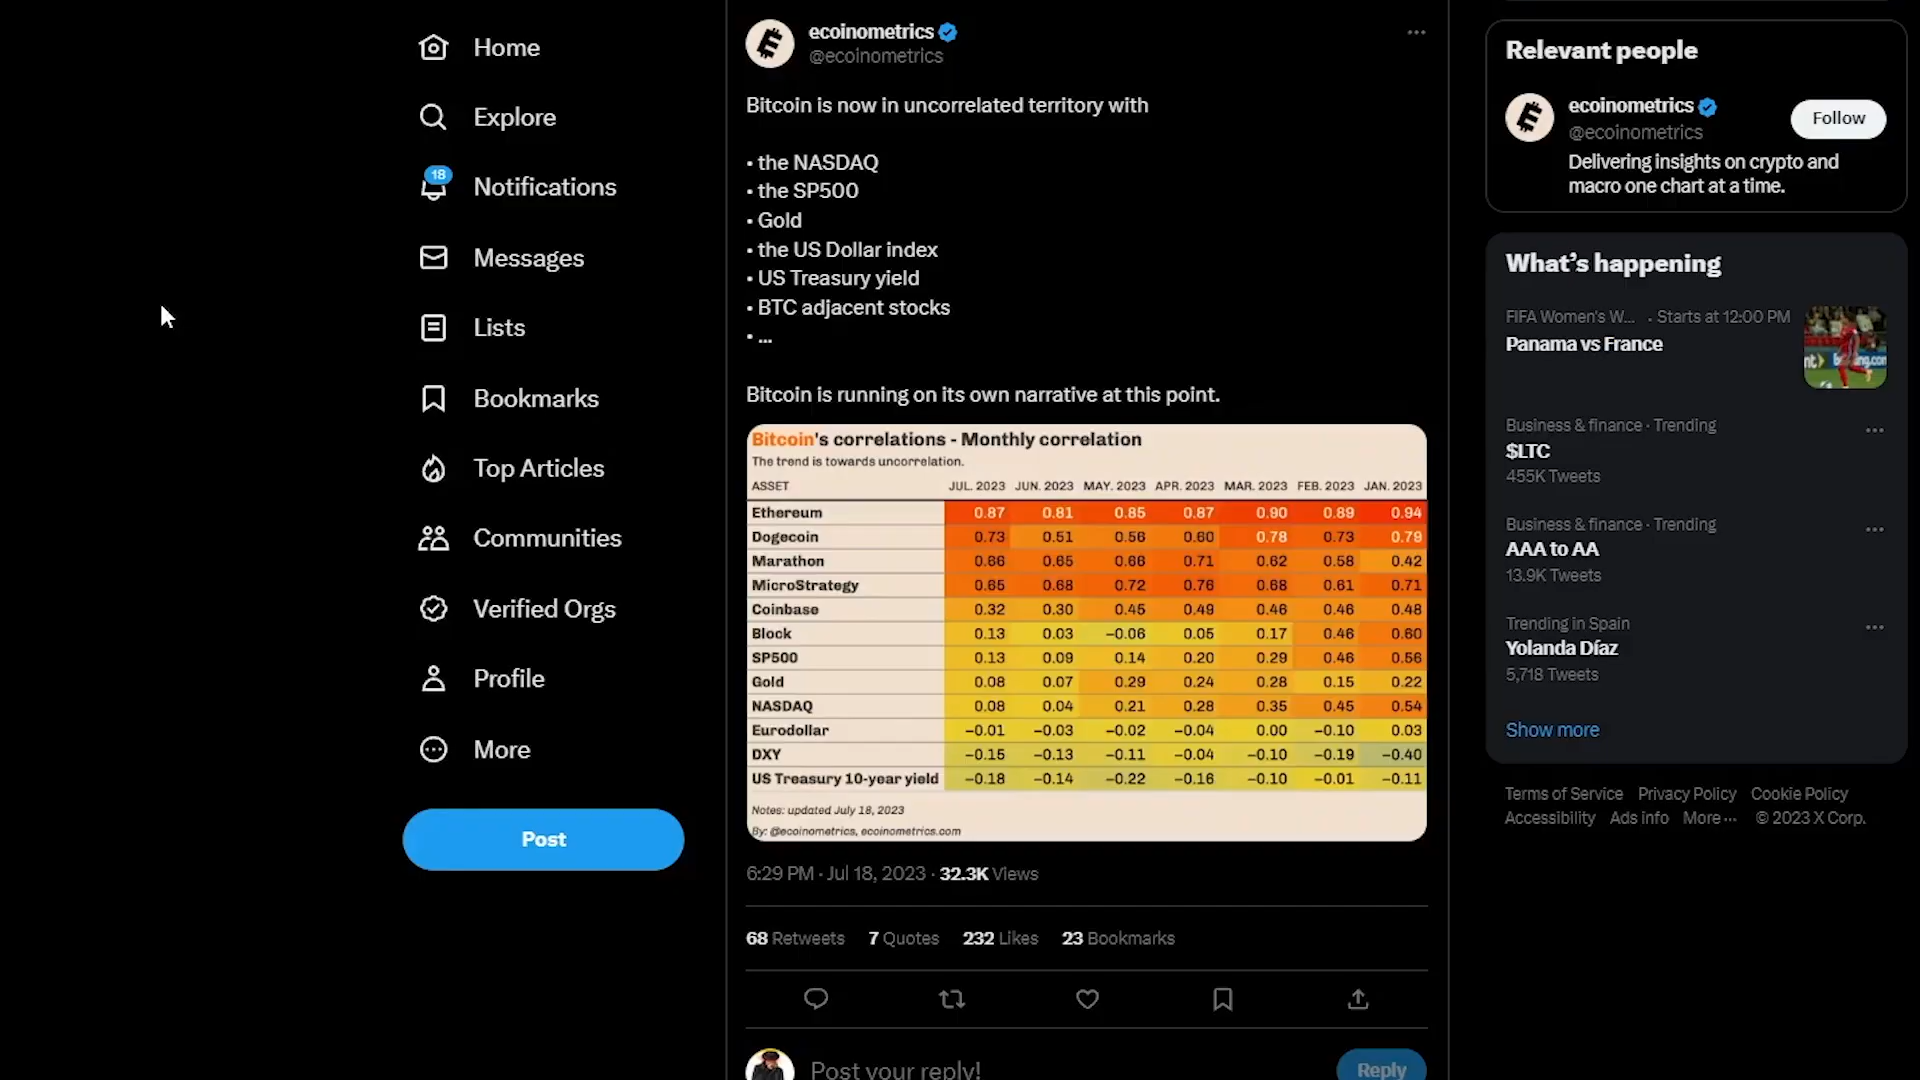 Home
Explore
18
Notifications
Messages
Lists
Bookmarks
Top Articles
Communities
Verified Orgs
Profile
More
Post
ecoinometrics
@ecoinometrics
Bitcoin is now in uncorrelated territory with
• the NASDAQ
• the SP500
• Gold
• the US Dollar index
• US Treasury yield
• BTC adjacent stocks
• ...
Bitcoin is running on its own narrative at this point.
Bitcoin's correlations - Monthly correlation
The trend is towards uncorrelation.
ASSET JUL. 2023 JUN. 2023 MAY. 2023 APR. 2023 MAR. 2023 FEB. 2023 JAN. 2023
Ethereum 0.87 0.81 0.85 0.87 0.90 0.89 0.94
Dogecoin 0.73 0.51 0.56 0.60 0.78 0.73 0.79
Marathon 0.66 0.65 0.66 0.71 0.62 0.58 0.42
MicroStrategy 0.65 0.68 0.72 0.76 0.68 0.61 0.71
Coinbase 0.32 0.30 0.45 0.49 0.46 0.46 0.48
Block 0.13 0.03 −0.06 0.05 0.17 0.46 0.60
SP500 0.13 0.09 0.14 0.20 0.29 0.46 0.56
Gold 0.08 0.07 0.29 0.24 0.28 0.15 0.22
NASDAQ 0.08 0.04 0.21 0.28 0.35 0.45 0.54
Eurodollar −0.01 −0.03 −0.02 −0.04 0.00 −0.10 0.03
DXY −0.15 −0.13 −0.11 −0.04 −0.10 −0.19 −0.40
US Treasury 10-year yield −0.18 −0.14 −0.22 −0.16 −0.10 −0.01 −0.11
Notes: updated July 18, 2023
By: @ecoinometrics, ecoinometrics.com
6:29 PM · Jul 18, 2023 · 32.3K Views
68 Retweets 7 Quotes 232 Likes 23 Bookmarks
Post your reply!
Reply
Relevant people
ecoinometrics
@ecoinometrics
Follow
Delivering insights on crypto and
macro one chart at a time.
What's happening
FIFA Women's W... · Starts at 12:00 PM
Panama vs France
Business & finance · Trending
$LTC
455K Tweets
Business & finance · Trending
AAA to AA
13.9K Tweets
Trending in Spain
Yolanda Díaz
5,718 Tweets
Show more
Terms of Service Privacy Policy Cookie Policy
Accessibility Ads info More ··· © 2023 X Corp.